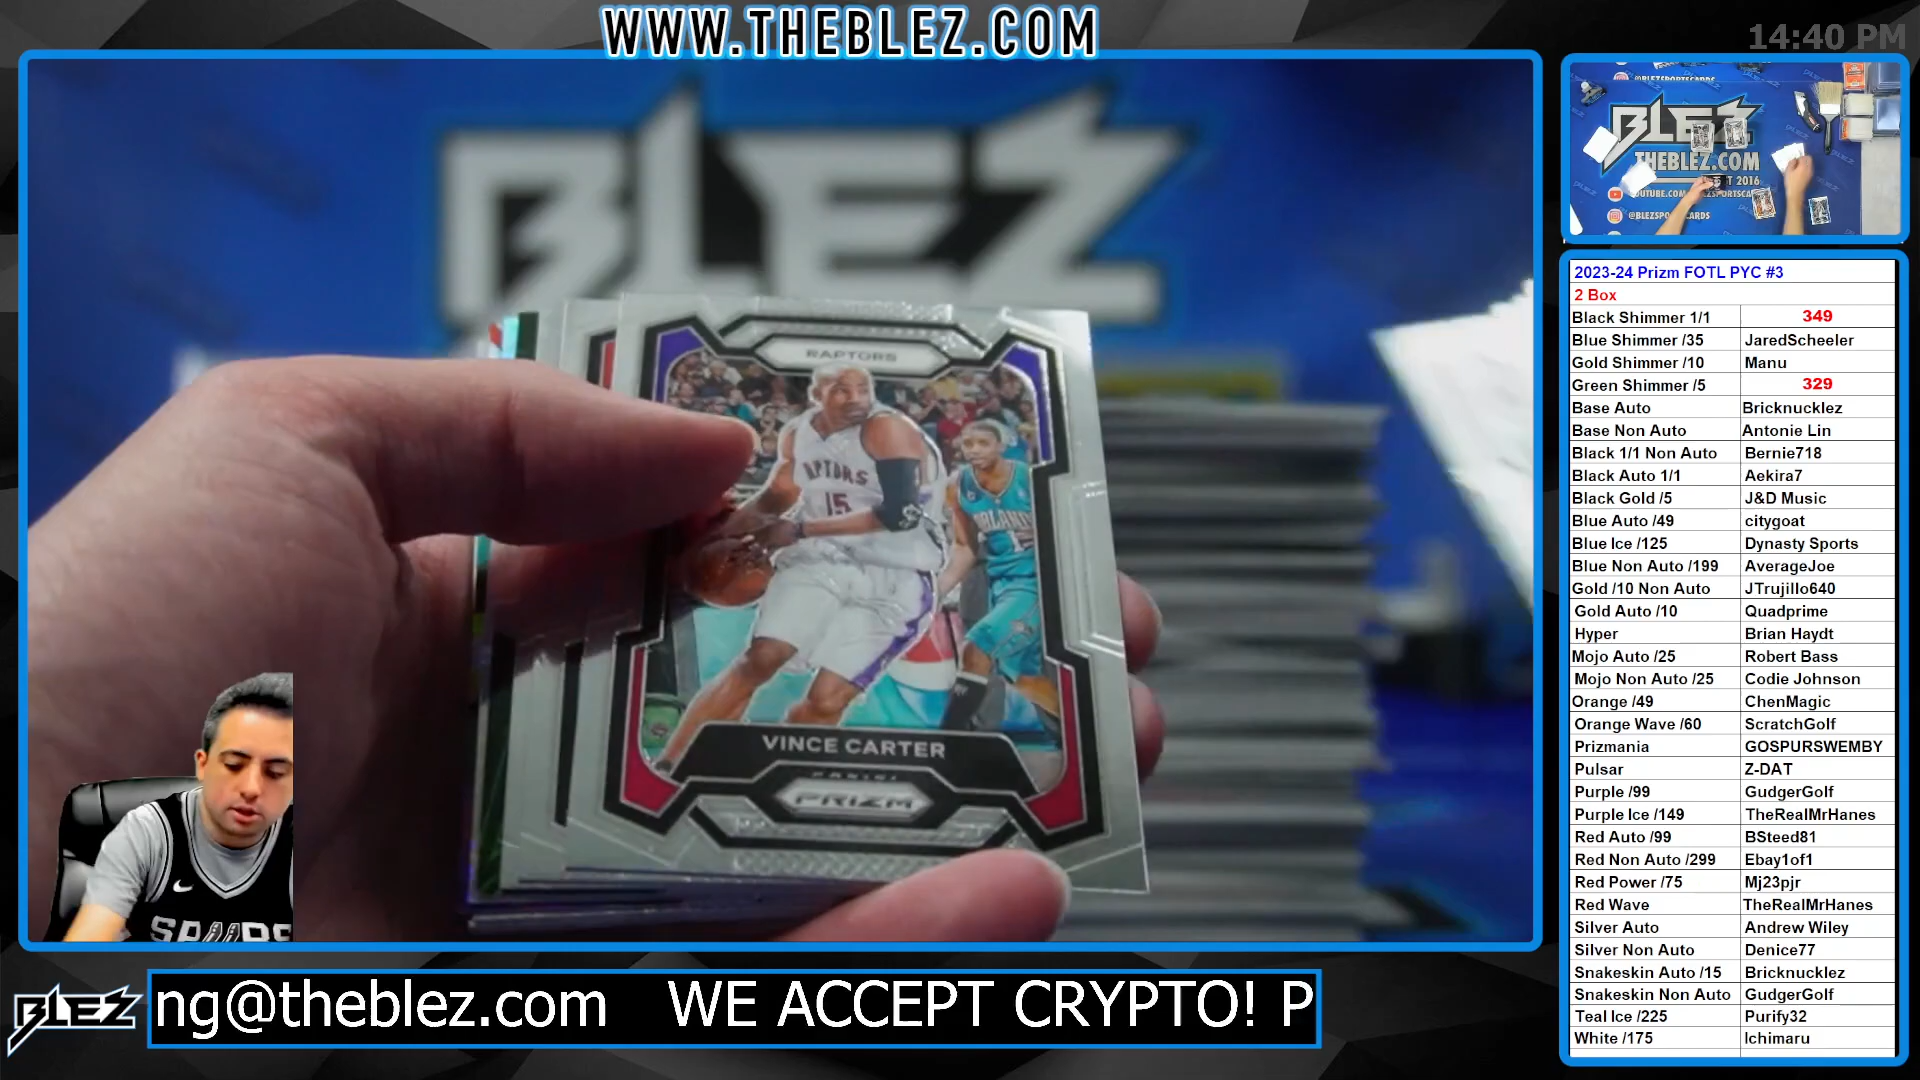 WWW.THEBLEZ.COM
14:40 PM
BLEZ
RAPTORS
RAPTORS
15
ORLANDO
VINCE CARTER
PANINI
PRIZM
SPURS
BLEZ
THEBLEZ.COM
2016
@BLEZSPORTSCARDS
2023-24 Prizm FOTL PYC #3
2 Box
Black Shimmer 1/1 349
Blue Shimmer /35 JaredScheeler
Gold Shimmer /10 Manu
Green Shimmer /5 329
Base Auto Bricknucklez
Base Non Auto Antonie Lin
Black 1/1 Non Auto Bernie718
Black Auto 1/1 Aekira7
Black Gold /5 J&D Music
Blue Auto /49 citygoat
Blue Ice /125 Dynasty Sports
Blue Non Auto /199 AverageJoe
Gold /10 Non Auto JTrujillo640
Gold Auto /10 Quadprime
Hyper Brian Haydt
Mojo Auto /25 Robert Bass
Mojo Non Auto /25 Codie Johnson
Orange /49 ChenMagic
Orange Wave /60 ScratchGolf
Prizmania GOSPURSWEMBY
Pulsar Z-DAT
Purple /99 GudgerGolf
Purple Ice /149 TheRealMrHanes
Red Auto /99 BSteed81
Red Non Auto /299 Ebay1of1
Red Power /75 Mj23pjr
Red Wave TheRealMrHanes
Silver Auto Andrew Wiley
Silver Non Auto Denice77
Snakeskin Auto /15 Bricknucklez
Snakeskin Non Auto GudgerGolf
Teal Ice /225 Purify32
White /175 Ichimaru
BLEZ
ng@theblez.com WE ACCEPT CRYPTO! P